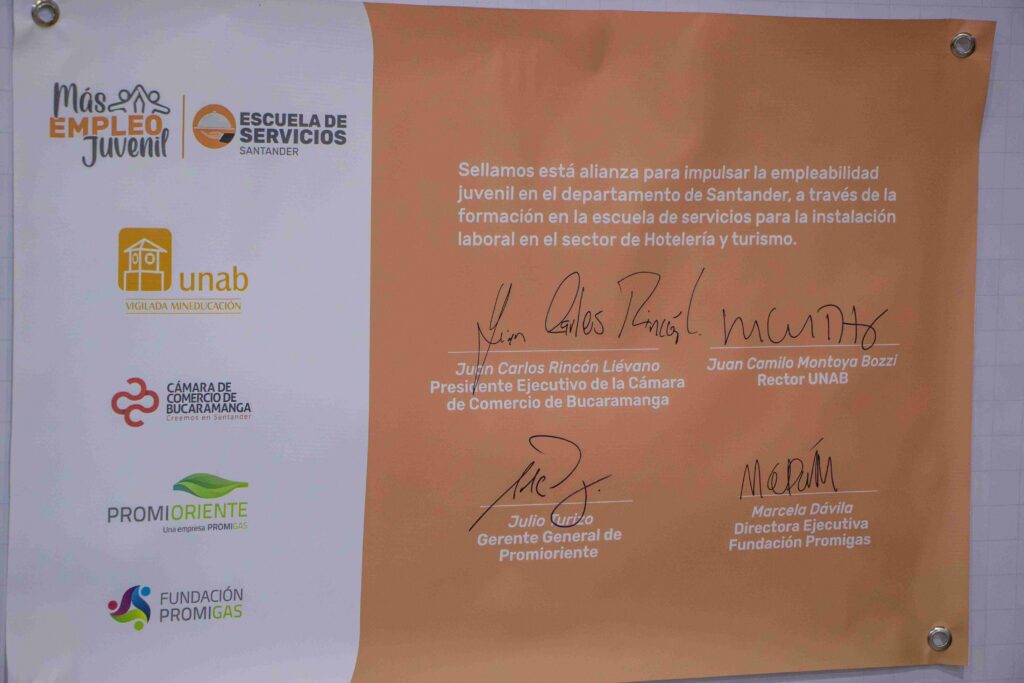 Más
EMPLEO
Juvenil
ESCUELA DE
SERVICIOS
SANTANDER
unab
VIGILADA MINEDUCACIÓN
CÁMARA DE
COMERCIO DE
BUCARAMANGA
Creemos en Santander
PROMIORIENTE
Una empresa PROMIGAS
FUNDACIÓN
PROMIGAS
Sellamos está alianza para impulsar la empleabilidad
juvenil en el departamento de Santander, a través de la
formación en la escuela de servicios para la instalación
laboral en el sector de Hotelería y turismo.
Juan Carlos Rincón L.
Juan Carlos Rincón Liévano
Presidente Ejecutivo de la Cámara
de Comercio de Bucaramanga
Juan Camilo Montoya Bozzi
Rector UNAB
Julio Turizo
Gerente General de
Promioriente
Marcela Dávila
Directora Ejecutiva
Fundación Promigas